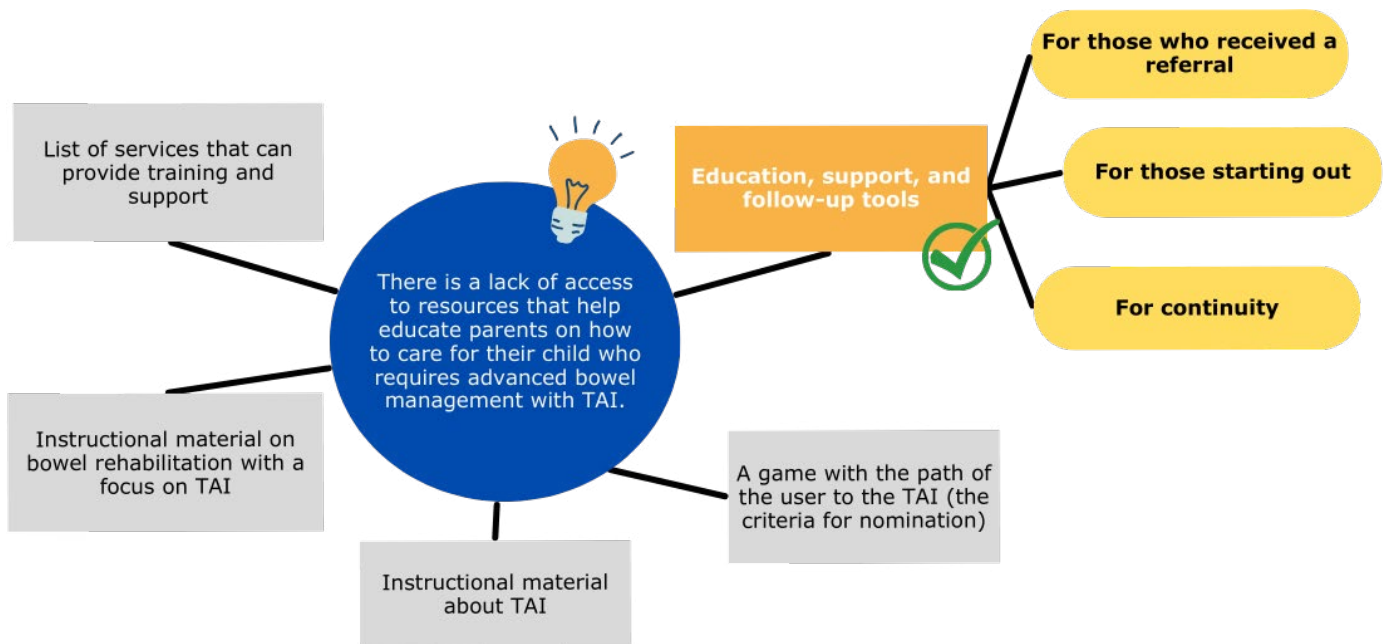 For those who received a
referral
List of services that can
provide training and
support
Education, support, and
follow-up tools
For those starting out
There is a lack of access
to resources that help
educate parents on how
to care for their child who
requires advanced bowel
management with TAI.
For continuity
Instructional material on
bowel rehabilitation with a
focus on TAI
A game with the path of
the user to the TAI (the
criteria for nomination)
Instructional material
about TAI